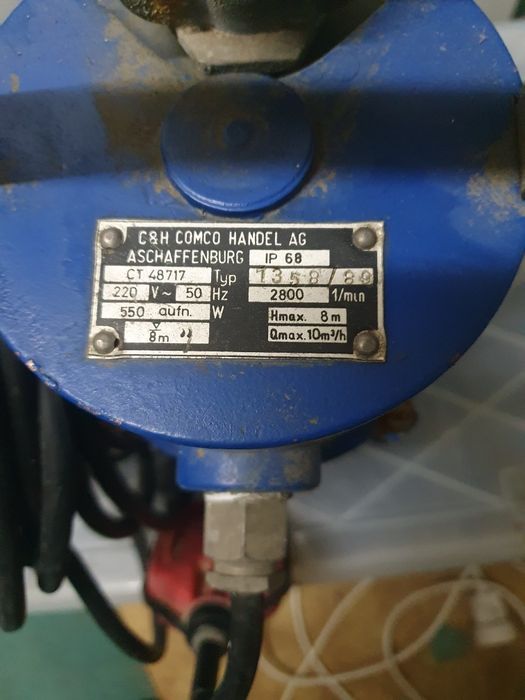 C&H COMCO HANDEL AG
ASCHAFFENBURG IP 68
CT 48717 Typ 1358/89
220 V~ 50 Hz 2800 1/min
550 aufn. W Hmax. 8m
8m Qmax.10m³/h